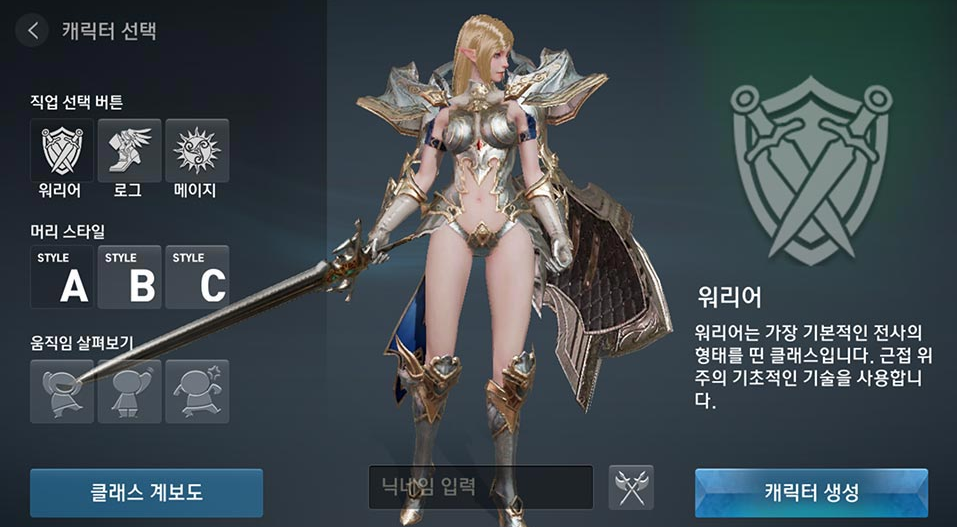 캐릭터 선택
직업 선택 버튼
워리어 로그 메이지
머리 스타일
STYLE A STYLE B STYLE C
움직임 살펴보기
클래스 계보도
닉네임 입력
워리어
워리어는 가장 기본적인 전사의
형태를 띤 클래스입니다. 근접 위
주의 기초적인 기술을 사용합니
다.
캐릭터 생성